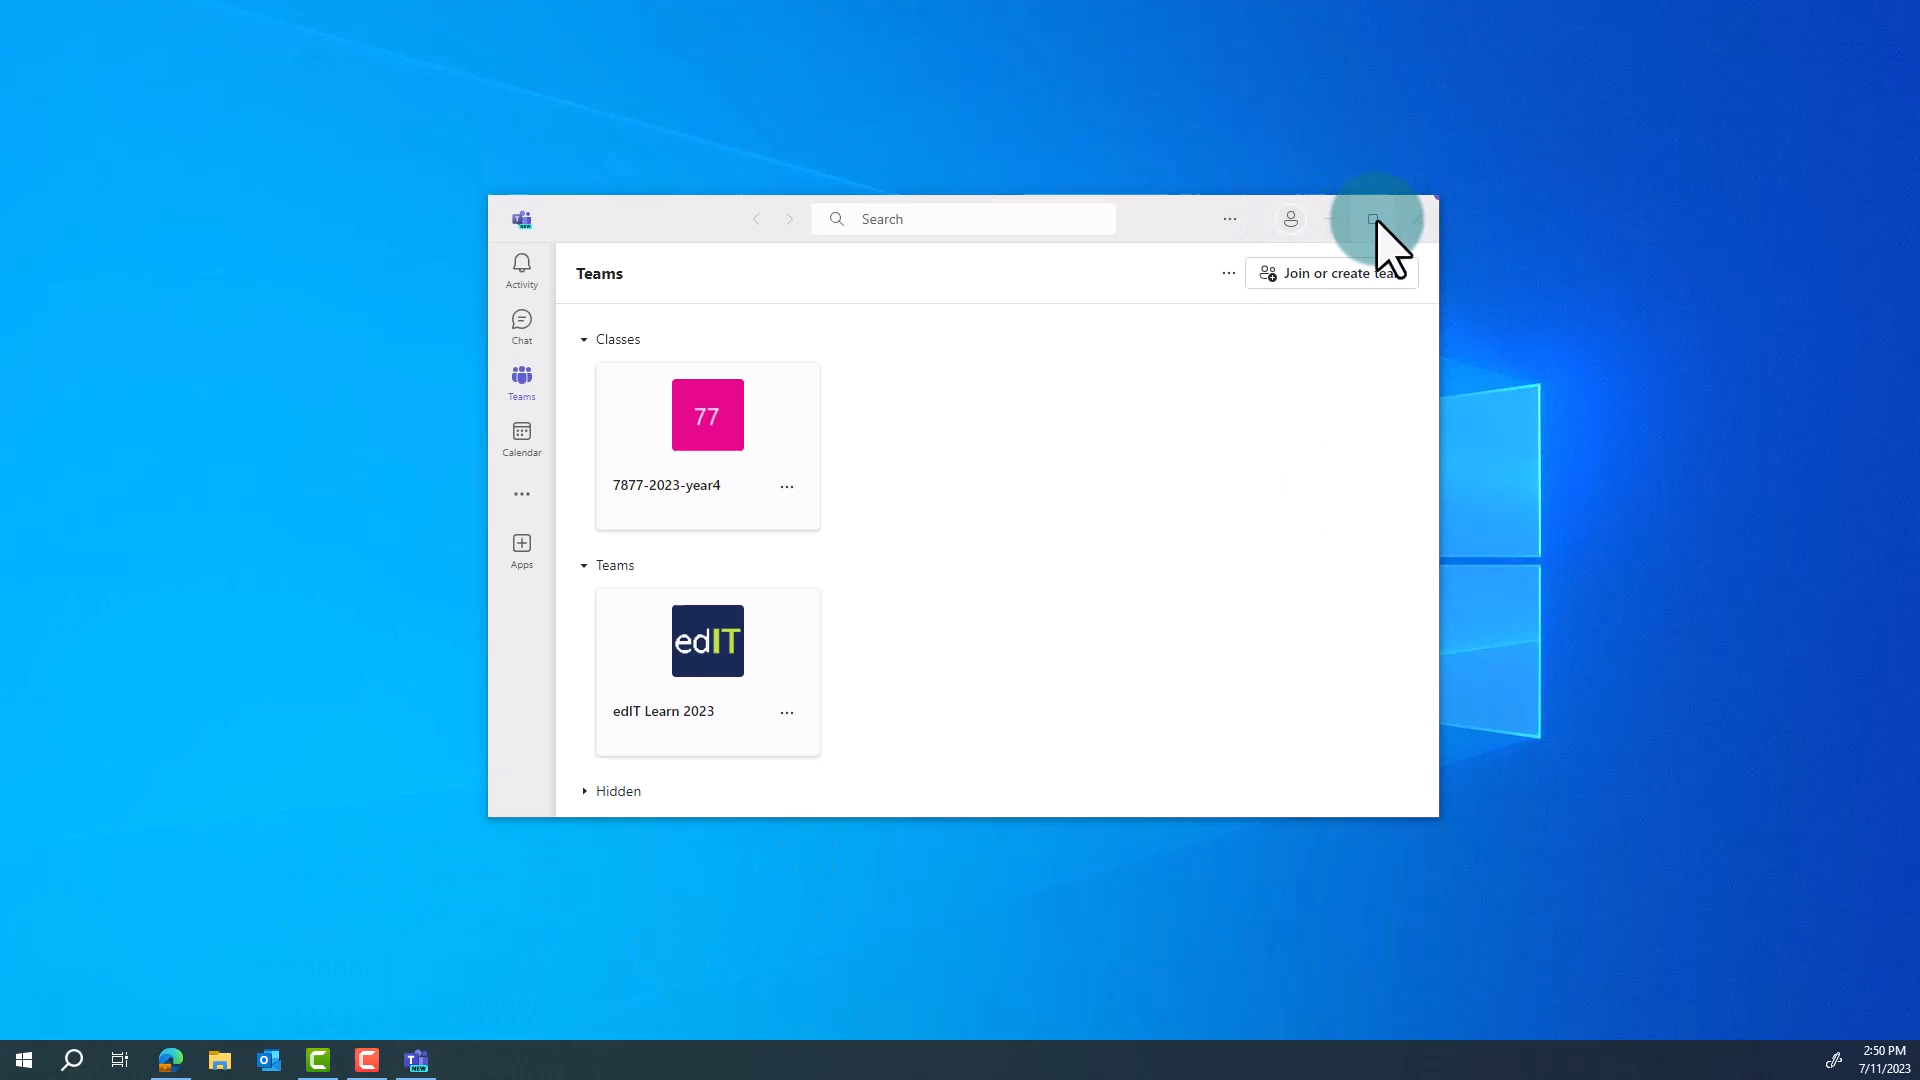 Search
Activity
Chat
Teams
Calendar
Apps
Teams
Join or create tea
Classes
77
7877-2023-year4
Teams
edIT
edIT Learn 2023
Hidden
2:50 PM
7/11/2023